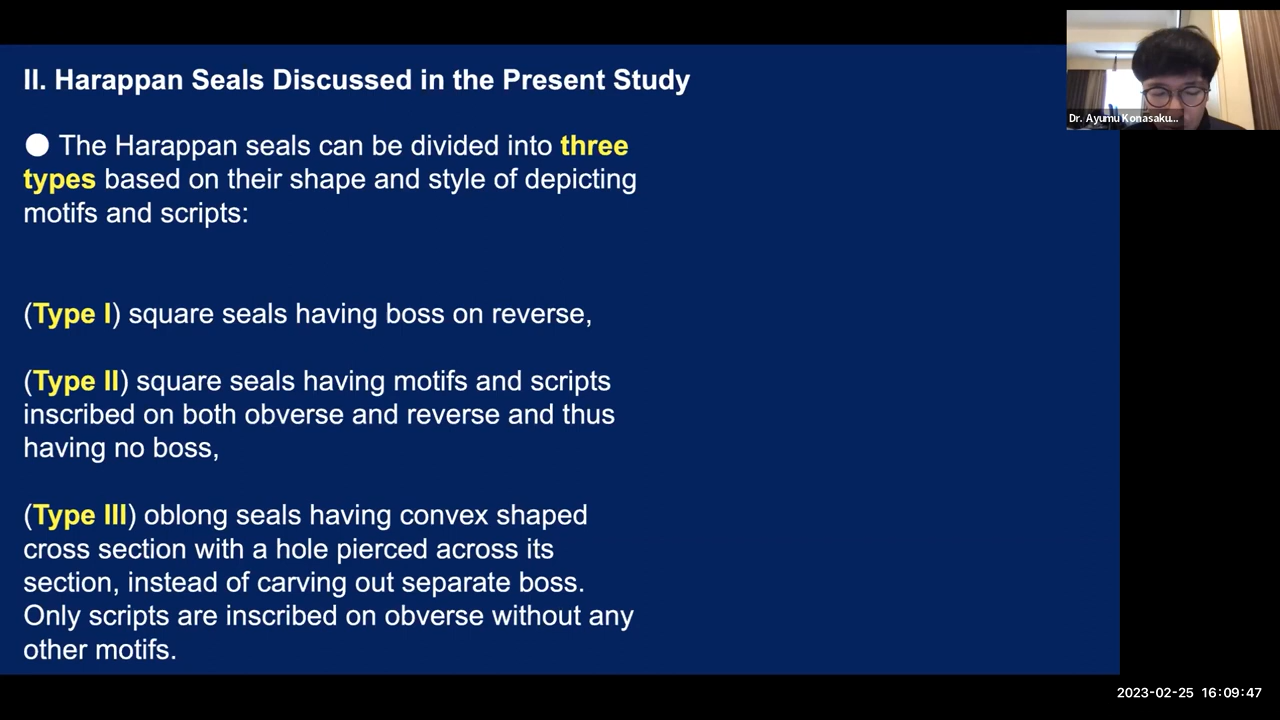 II. Harappan Seals Discussed in the Present Study
● The Harappan seals can be divided into three
types based on their shape and style of depicting
motifs and scripts:
(Type I) square seals having boss on reverse,
(Type II) square seals having motifs and scripts
inscribed on both obverse and reverse and thus
having no boss,
(Type III) oblong seals having convex shaped
cross section with a hole pierced across its
section, instead of carving out separate boss.
Only scripts are inscribed on obverse without any
other motifs.
Dr. Ayumu Konasaku...
2023-02-25 16:09:47